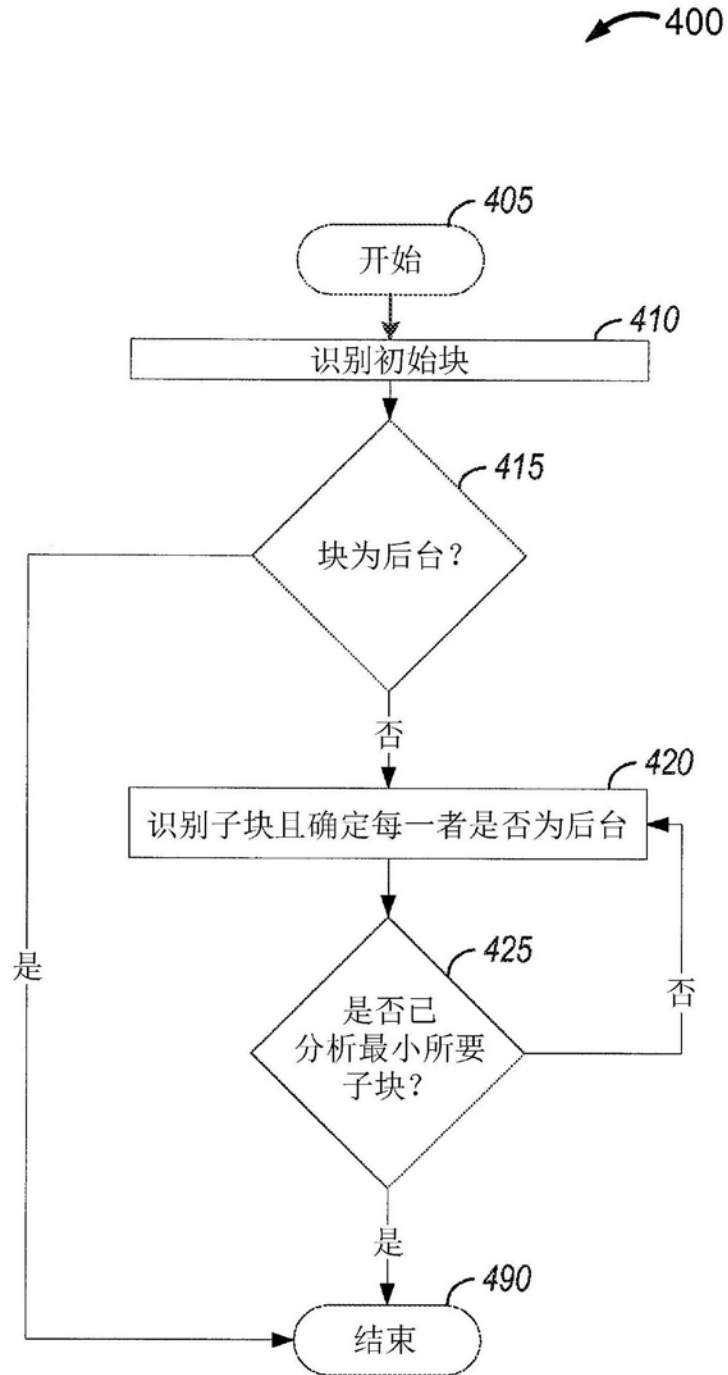 400
405
开始
410
识别初始块
415
块为后台？
否
420
识别子块且确定每一者是否为后台
425
是
是否已
分析最小所要
子块？
否
是
490
结束